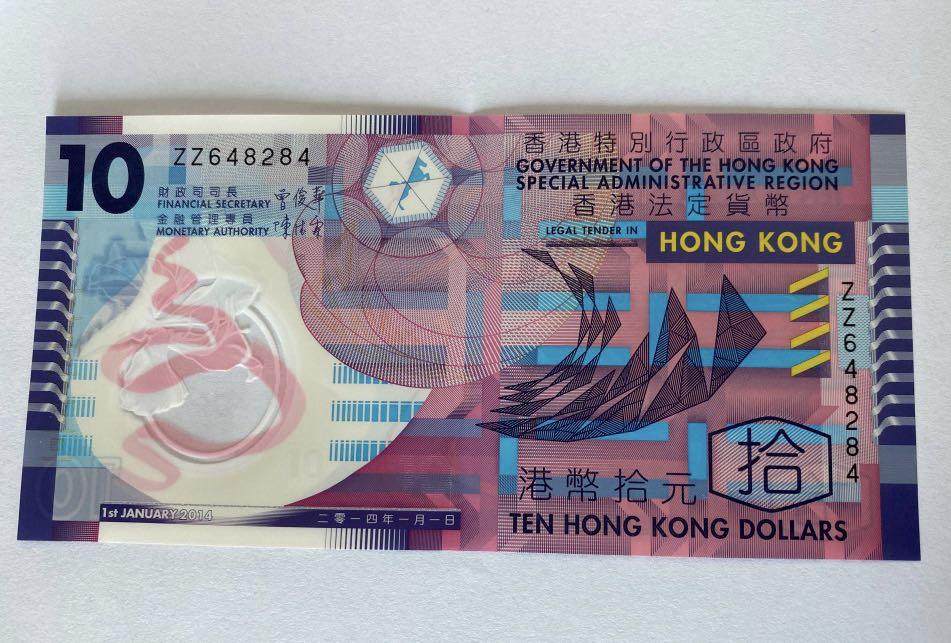 10
ZZ648284
財政司司長
FINANCIAL SECRETARY
金融管理專員
MONETARY AUTHORITY
香港特別行政區政府
GOVERNMENT OF THE HONG KONG
SPECIAL ADMINISTRATIVE REGION
香港法定貨幣
LEGAL TENDER IN
HONG KONG
ZZ648284
港幣拾元
拾
TEN HONG KONG DOLLARS
1st JANUARY 2014
二零一四年一月一日